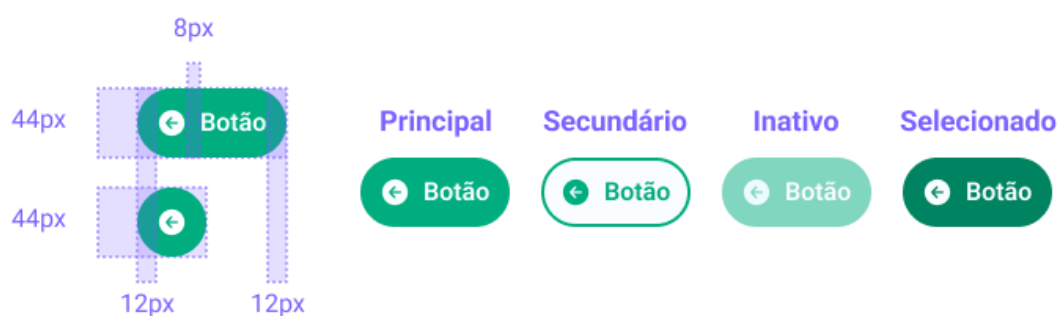 8px
44px
Botão
44px
12px
12px
Principal
Secundário
Inativo
Selecionado
Botão
Botão
Botão
Botão